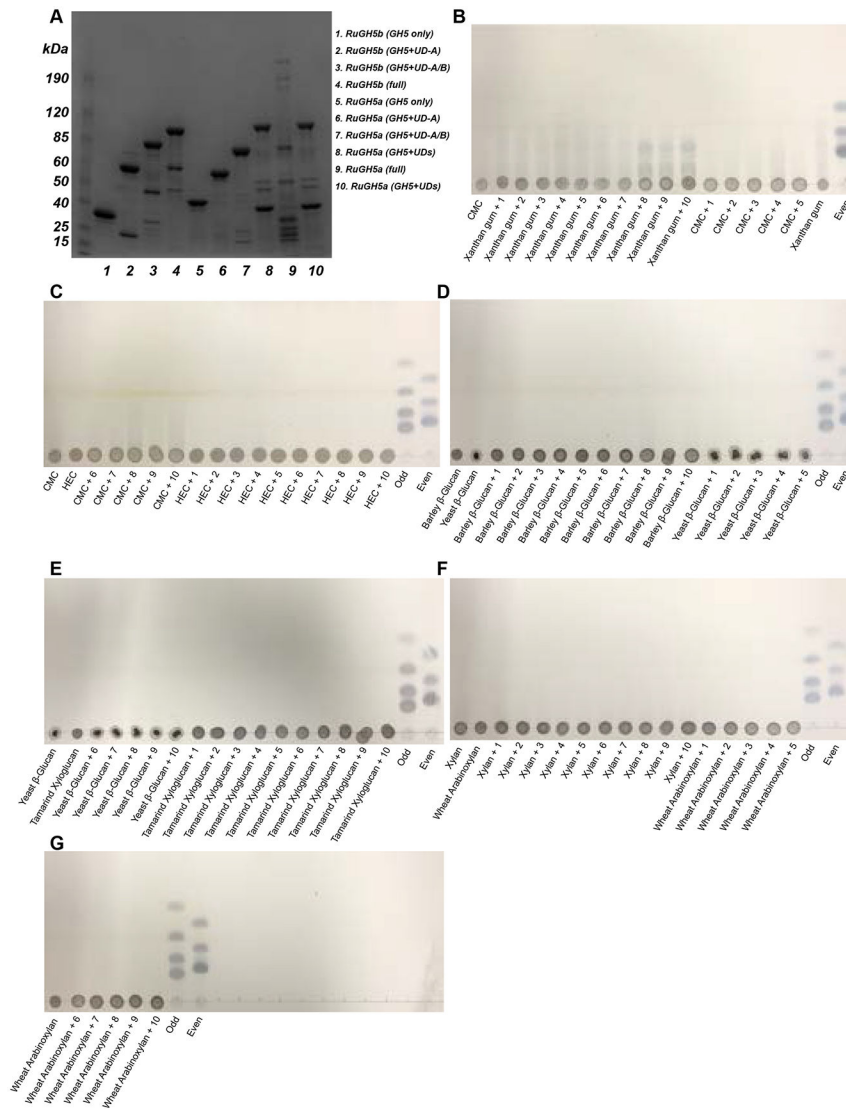 A
kDa
190
120
85
60
50
40
25
15
1 2 3 4 5 6 7 8 9 10
1. RuGH5b (GH5 only)
2. RuGH5b (GH5+UD-A)
3. RuGH5b (GH5+UD-A/B)
4. RuGH5b (full)
5. RuGH5a (GH5 only)
6. RuGH5a (GH5+UD-A)
7. RuGH5a (GH5+UD-A/B)
8. RuGH5a (GH5+UDs)
9. RuGH5a (full)
10. RuGH5a (GH5+UDs)
B
CMC
Xanthan gum + 1
Xanthan gum + 2
Xanthan gum + 3
Xanthan gum + 4
Xanthan gum + 5
Xanthan gum + 6
Xanthan gum + 7
Xanthan gum + 8
Xanthan gum + 9
Xanthan gum + 10
CMC + 1
CMC + 2
CMC + 3
CMC + 4
CMC + 5
Xanthan gum
Even
C
CMC
HEC
CMC + 6
CMC + 7
CMC + 8
CMC + 9
CMC + 10
HEC + 1
HEC + 2
HEC + 3
HEC + 4
HEC + 5
HEC + 6
HEC + 7
HEC + 8
HEC + 9
HEC + 10
Odd
Even
D
Barley β-Glucan
Yeast β-Glucan
Barley β-Glucan + 1
Barley β-Glucan + 2
Barley β-Glucan + 3
Barley β-Glucan + 4
Barley β-Glucan + 5
Barley β-Glucan + 6
Barley β-Glucan + 7
Barley β-Glucan + 8
Barley β-Glucan + 9
Barley β-Glucan + 10
Yeast β-Glucan + 1
Yeast β-Glucan + 2
Yeast β-Glucan + 3
Yeast β-Glucan + 4
Yeast β-Glucan + 5
Odd
Even
E
Yeast β-Glucan
Tamarind Xyloglucan
Yeast β-Glucan + 6
Yeast β-Glucan + 7
Yeast β-Glucan + 8
Yeast β-Glucan + 9
Yeast β-Glucan + 10
Tamarind Xyloglucan + 1
Tamarind Xyloglucan + 2
Tamarind Xyloglucan + 3
Tamarind Xyloglucan + 4
Tamarind Xyloglucan + 5
Tamarind Xyloglucan + 6
Tamarind Xyloglucan + 7
Tamarind Xyloglucan + 8
Tamarind Xyloglucan + 9
Tamarind Xyloglucan + 10
Odd
Even
F
Xylan
Wheat Arabinoxylan
Xylan + 1
Xylan + 2
Xylan + 3
Xylan + 4
Xylan + 5
Xylan + 6
Xylan + 7
Xylan + 8
Xylan + 9
Xylan + 10
Wheat Arabinoxylan + 1
Wheat Arabinoxylan + 2
Wheat Arabinoxylan + 3
Wheat Arabinoxylan + 4
Wheat Arabinoxylan + 5
Odd
Even
G
Wheat Arabinoxylan
Wheat Arabinoxylan + 6
Wheat Arabinoxylan + 7
Wheat Arabinoxylan + 8
Wheat Arabinoxylan + 9
Wheat Arabinoxylan + 10
Odd
Even